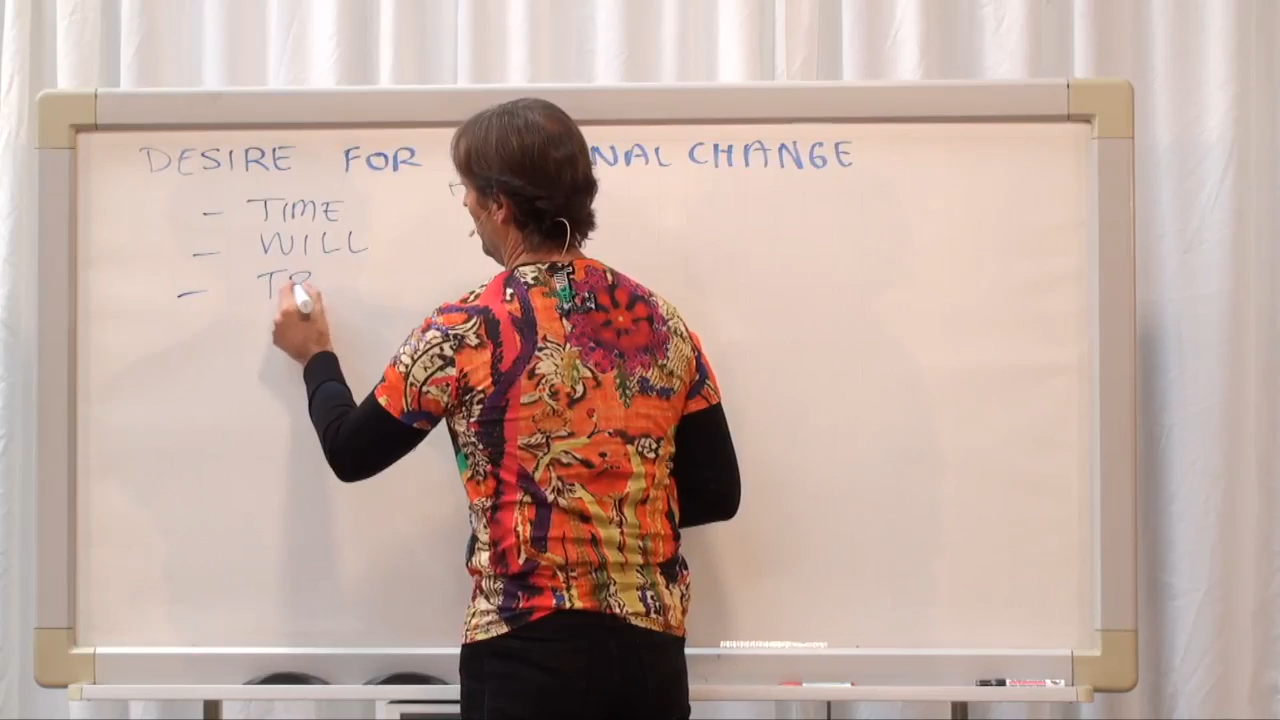 DESIRE FOR NAL CHANGE
- TIME
- WILL
- TR